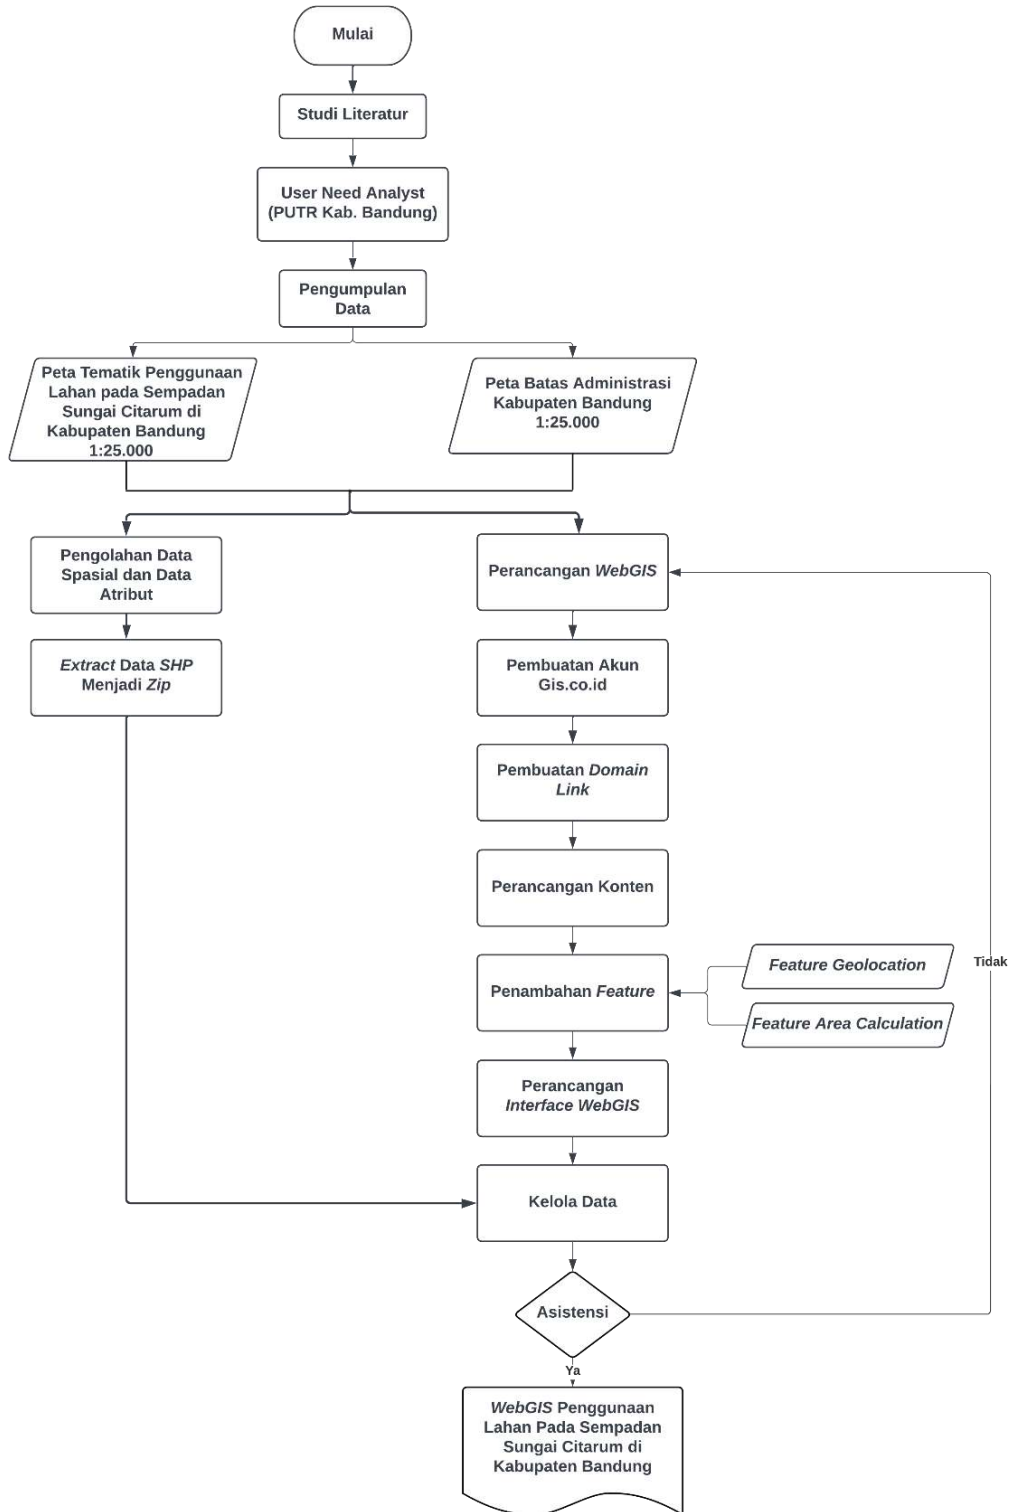 Mulai
Studi Literatur
User Need Analyst
(PUTR Kab. Bandung)
Pengumpulan
Data
Peta Tematik Penggunaan
Lahan pada Sempadan
Sungai Citarum di
Kabupaten Bandung
1:25.000
Peta Batas Administrasi
Kabupaten Bandung
1:25.000
Pengolahan Data
Spasial dan Data
Atribut
Extract Data SHP
Menjadi Zip
Perancangan WebGIS
Pembuatan Akun
Gis.co.id
Pembuatan Domain
Link
Perancangan Konten
Penambahan Feature
Feature Geolocation
Feature Area Calculation
Tidak
Perancangan
Interface WebGIS
Kelola Data
Asistensi
Ya
WebGIS Penggunaan
Lahan Pada Sempadan
Sungai Citarum di
Kabupaten Bandung